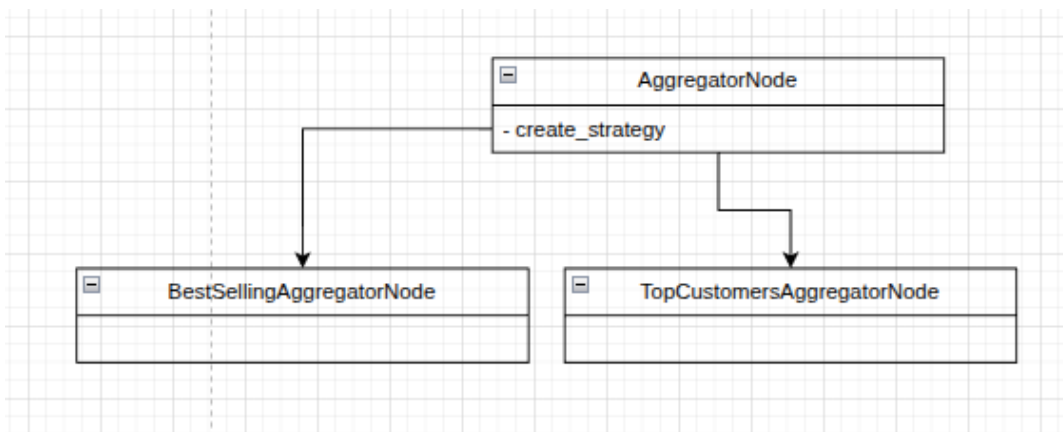 AggregatorNode
- create_strategy
BestSellingAggregatorNode
TopCustomersAggregatorNode